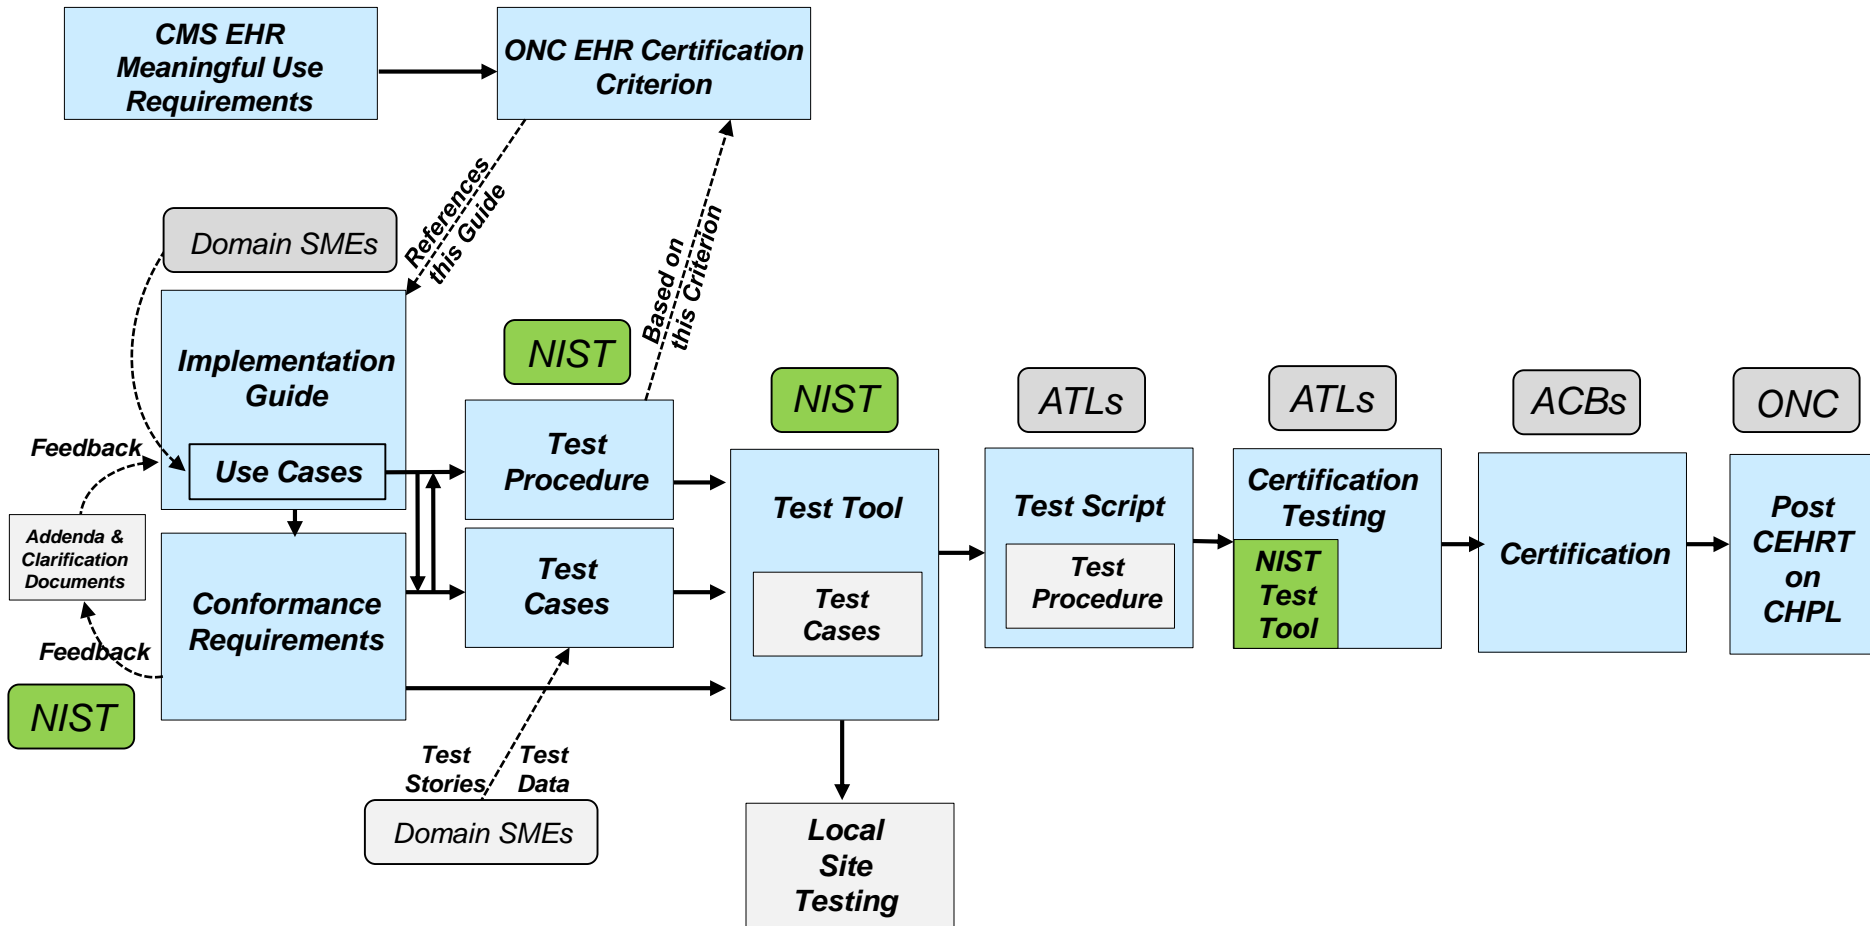 CMS EHR
Meaningful Use
Requirements
ONC EHR Certification
Criterion
References
this Guide
Based on
this Criterion
Domain SMEs
Implementation
Guide
Use Cases
Feedback
Addenda &
Clarification
Documents
Feedback
NIST
Conformance
Requirements
NIST
Test
Procedure
Test
Cases
Test
Stories
Test
Data
Domain SMEs
NIST
Test Tool
Test
Cases
Local
Site
Testing
ATLs
Test Script
Test
Procedure
ATLs
Certification
Testing
NIST
Test
Tool
ACBs
Certification
ONC
Post
CEHRT
on
CHPL